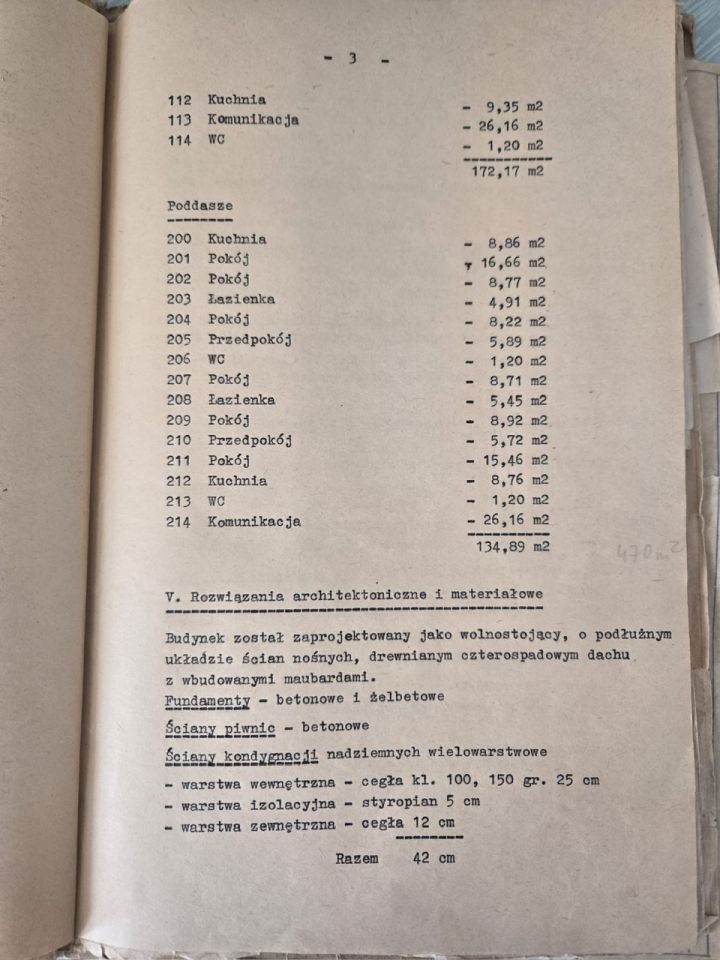 - 3 -
112 Kuchnia - 9,35 m2
113 Komunikacja - 26,16 m2
114 WC - 1,20 m2
172,17 m2
Poddasze
200 Kuchnia - 8,86 m2
201 Pokój - 16,66 m2
202 Pokój - 8,77 m2
203 Łazienka - 4,91 m2
204 Pokój - 8,22 m2
205 Przedpokój - 5,89 m2
206 WC - 1,20 m2
207 Pokój - 8,71 m2
208 Łazienka - 5,45 m2
209 Pokój - 8,92 m2
210 Przedpokój - 5,72 m2
211 Pokój - 15,46 m2
212 Kuchnia - 8,76 m2
213 WC - 1,20 m2
214 Komunikacja - 26,16 m2
134,89 m2
470 m2
V. Rozwiązania architektoniczne i materiałowe
Budynek został zaprojektowany jako wolnostojący, o podłużnym
układzie ścian nośnych, drewnianym czterospadowym dachu
z wbudowanymi maubardami.
Fundamenty - betonowe i żelbetowe
Ściany piwnic - betonowe
Ściany kondygnacji nadziemnych wielowarstwowe
- warstwa wewnętrzna - cegła kl. 100, 150 gr. 25 cm
- warstwa izolacyjna - styropian 5 cm
- warstwa zewnętrzna - cegła 12 cm
Razem 42 cm